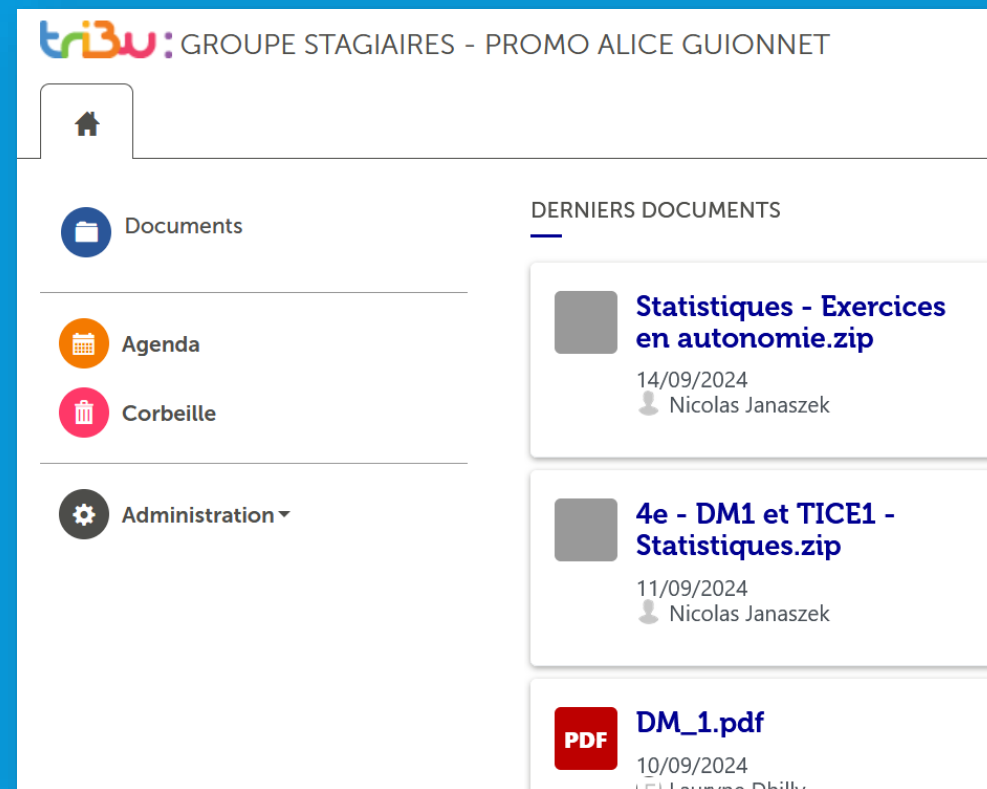 tri3u: GROUPE STAGIAIRES - PROMO ALICE GUIONNET
Documents
Agenda
Corbeille
Administration
DERNIERS DOCUMENTS
Statistiques - Exercices
en autonomie.zip
14/09/2024
Nicolas Janaszek
4e - DM1 et TICE1 -
Statistiques.zip
11/09/2024
Nicolas Janaszek
PDF
DM_1.pdf
10/09/2024